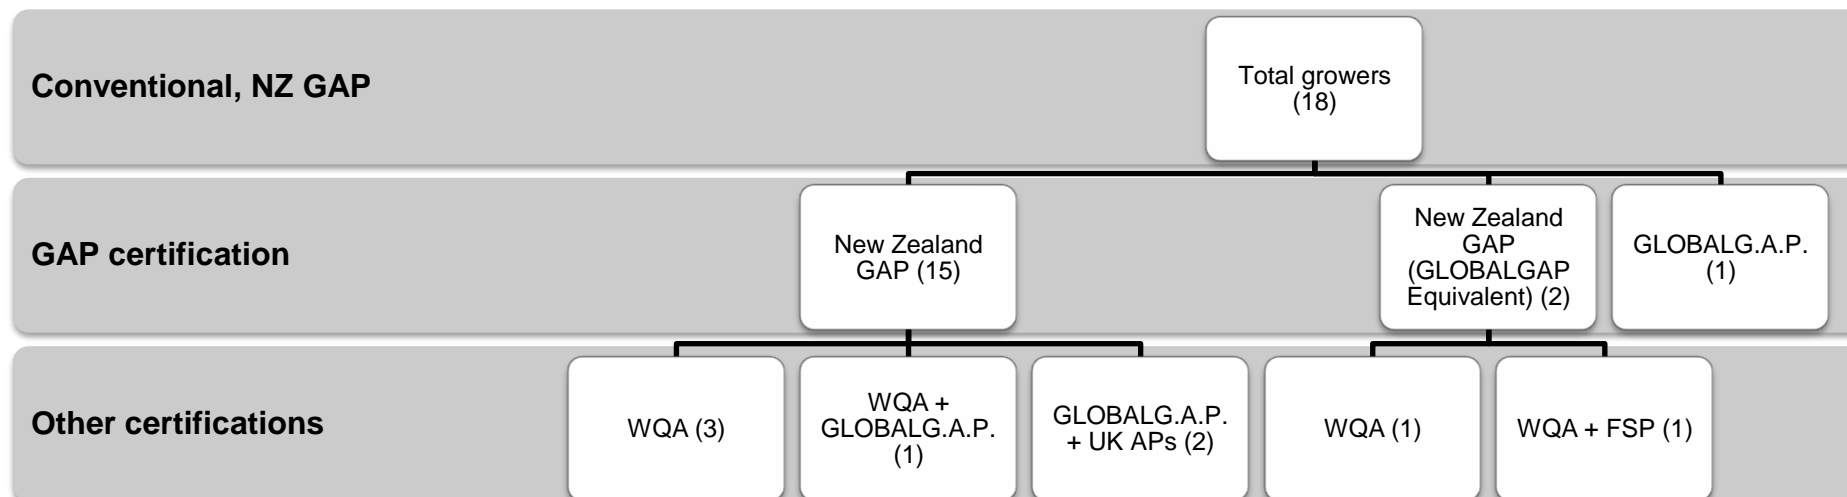 Conventional, NZ GAP
Total growers
(18)
GAP certification
New Zealand
GAP (15)
New Zealand
GAP
(GLOBALGAP
Equivalent) (2)
GLOBALG.A.P.
(1)
Other certifications
WQA (3)
WQA +
GLOBALG.A.P.
(1)
GLOBALG.A.P.
+ UK APs (2)
WQA (1)
WQA + FSP (1)